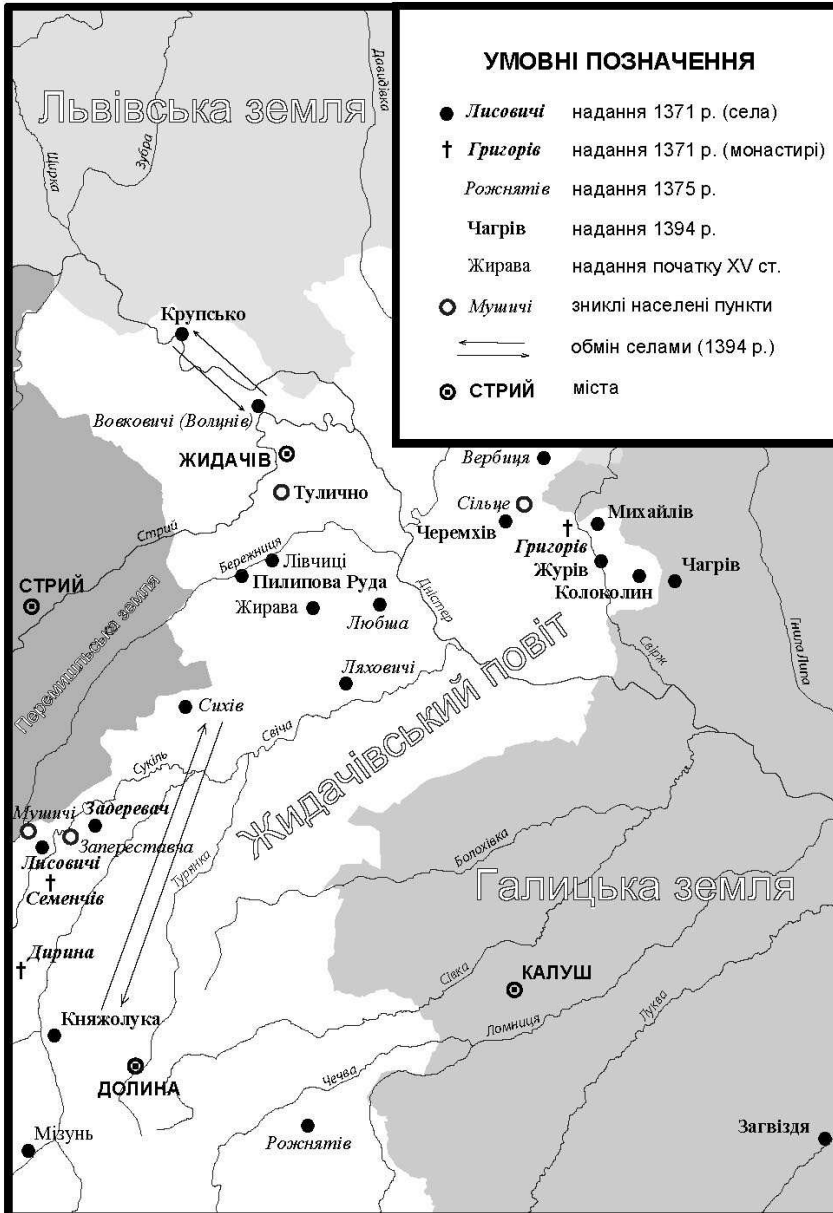 Львівська земля
Щирка
Зубра
Давидівка
УМОВНІ ПОЗНАЧЕННЯ
Лисовичі надання 1371 р. (села)
Григорів надання 1371 р. (монастирі)
Рожнятів надання 1375 р.
Чагрів надання 1394 р.
Жирава надання початку XV ст.
Мушичі зниклі населені пункти
обмін селами (1394 р.)
СТРИЙ міста
Крупсько
Вовковичі (Волцнів)
ЖИДАЧІВ
Тулично
Вербиця
Сільце
Черемхів
Григорів
Михайлів
Журів
Колоколин
Чагрів
Стрий
Бережниця
Лівчиці
Пилипова Руда
СТРИЙ
Жирава
Любша
Дністер
Свірж
Гнила Липа
Перемишльська земля
Ляховичі
Сихів
Свіча
Жидачівський повіт
Сукіль
Мушичі
Задеревач
Запереставча
Лисовичі
Семенчів
Турянка
Болохівка
Галицька земля
Дирина
Сівка
КАЛУШ
Княжолука
Ломниця
Луква
ДОЛИНА
Чечва
Мізунь
Рожнятів
Загвіздя